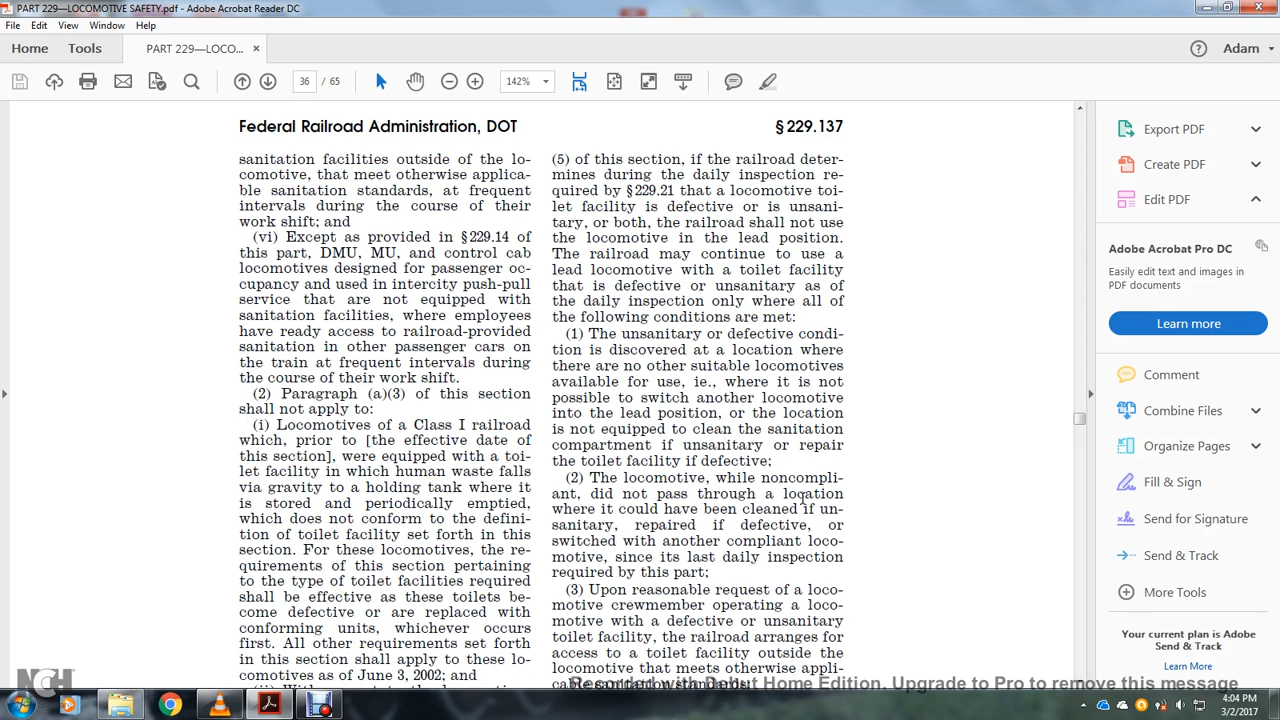 PART 229—LOCOMOTIVE SAFETY.pdf - Adobe Acrobat Reader DC
File Edit View Window Help
Home Tools PART 229—LOCO... × Adam
36 / 65 142%
Federal Railroad Administration, DOT § 229.137
sanitation facilities outside of the lo-
comotive, that meet otherwise applica-
ble sanitation standards, at frequent
intervals during the course of their
work shift; and
(vi) Except as provided in § 229.14 of
this part, DMU, MU, and control cab
locomotives designed for passenger oc-
cupancy and used in intercity push-pull
service that are not equipped with
sanitation facilities, where employees
have ready access to railroad-provided
sanitation in other passenger cars on
the train at frequent intervals during
the course of their work shift.
(2) Paragraph (a)(3) of this section
shall not apply to:
(i) Locomotives of a Class I railroad
which, prior to [the effective date of
this section], were equipped with a toi-
let facility in which human waste falls
via gravity to a holding tank where it
is stored and periodically emptied,
which does not conform to the defini-
tion of toilet facility set forth in this
section. For these locomotives, the re-
quirements of this section pertaining
to the type of toilet facilities required
shall be effective as these toilets be-
come defective or are replaced with
conforming units, whichever occurs
first. All other requirements set forth
in this section shall apply to these lo-
comotives as of June 3, 2002; and
(5) of this section, if the railroad deter-
mines during the daily inspection re-
quired by § 229.21 that a locomotive toi-
let facility is defective or is unsani-
tary, or both, the railroad shall not use
the locomotive in the lead position.
The railroad may continue to use a
lead locomotive with a toilet facility
that is defective or unsanitary as of
the daily inspection only where all of
the following conditions are met:
(1) The unsanitary or defective condi-
tion is discovered at a location where
there are no other suitable locomotives
available for use, ie., where it is not
possible to switch another locomotive
into the lead position, or the location
is not equipped to clean the sanitation
compartment if unsanitary or repair
the toilet facility if defective;
(2) The locomotive, while noncompli-
ant, did not pass through a location
where it could have been cleaned if un-
sanitary, repaired if defective, or
switched with another compliant loco-
motive, since its last daily inspection
required by this part;
(3) Upon reasonable request of a loco-
motive crewmember operating a loco-
motive with a defective or unsanitary
toilet facility, the railroad arranges for
access to a toilet facility outside the
locomotive that meets otherwise appli-
cable sanitation standards;
Export PDF
Create PDF
Edit PDF
Adobe Acrobat Pro DC
Easily edit text and images in
PDF documents
Learn more
Comment
Combine Files
Organize Pages
Fill & Sign
Send for Signature
Send & Track
More Tools
Your current plan is Adobe
Send & Track
Learn More
NCH
Recorded with Debut Home Edition. Upgrade to Pro to remove this message
4:04 PM
3/2/2017